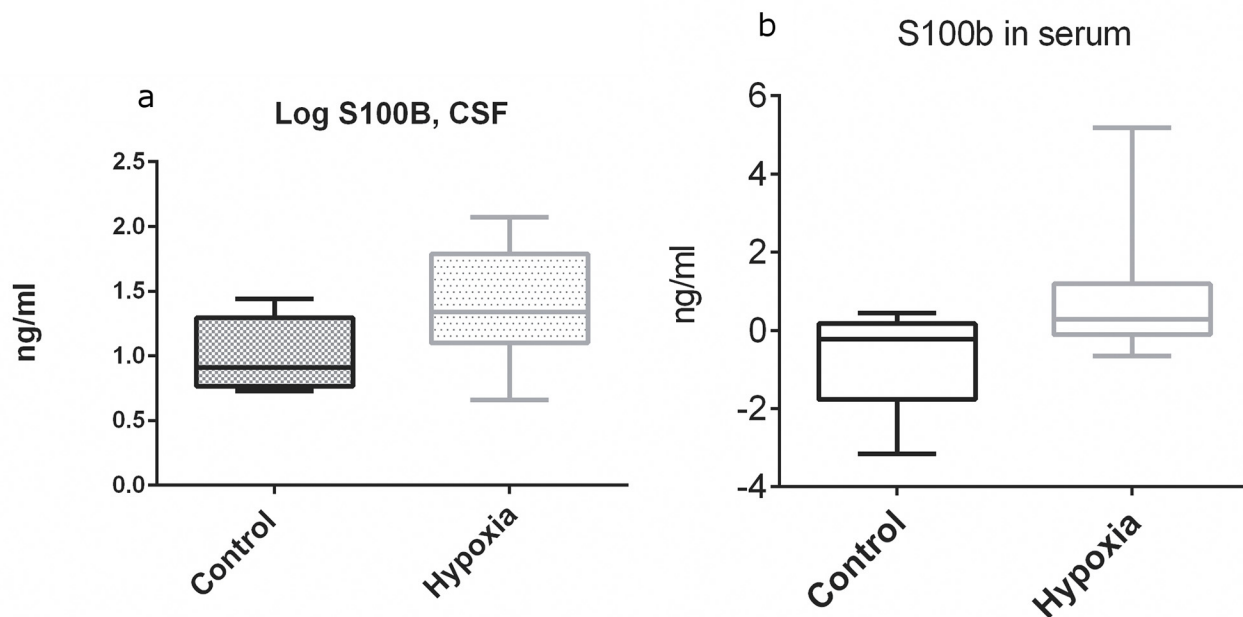 a
Log S100B, CSF
ng/ml
2.5
2.0
1.5
1.0
0.5
0.0
Control
Hypoxia
b
S100b in serum
ng/ml
6
4
2
0
-2
-4
Control
Hypoxia